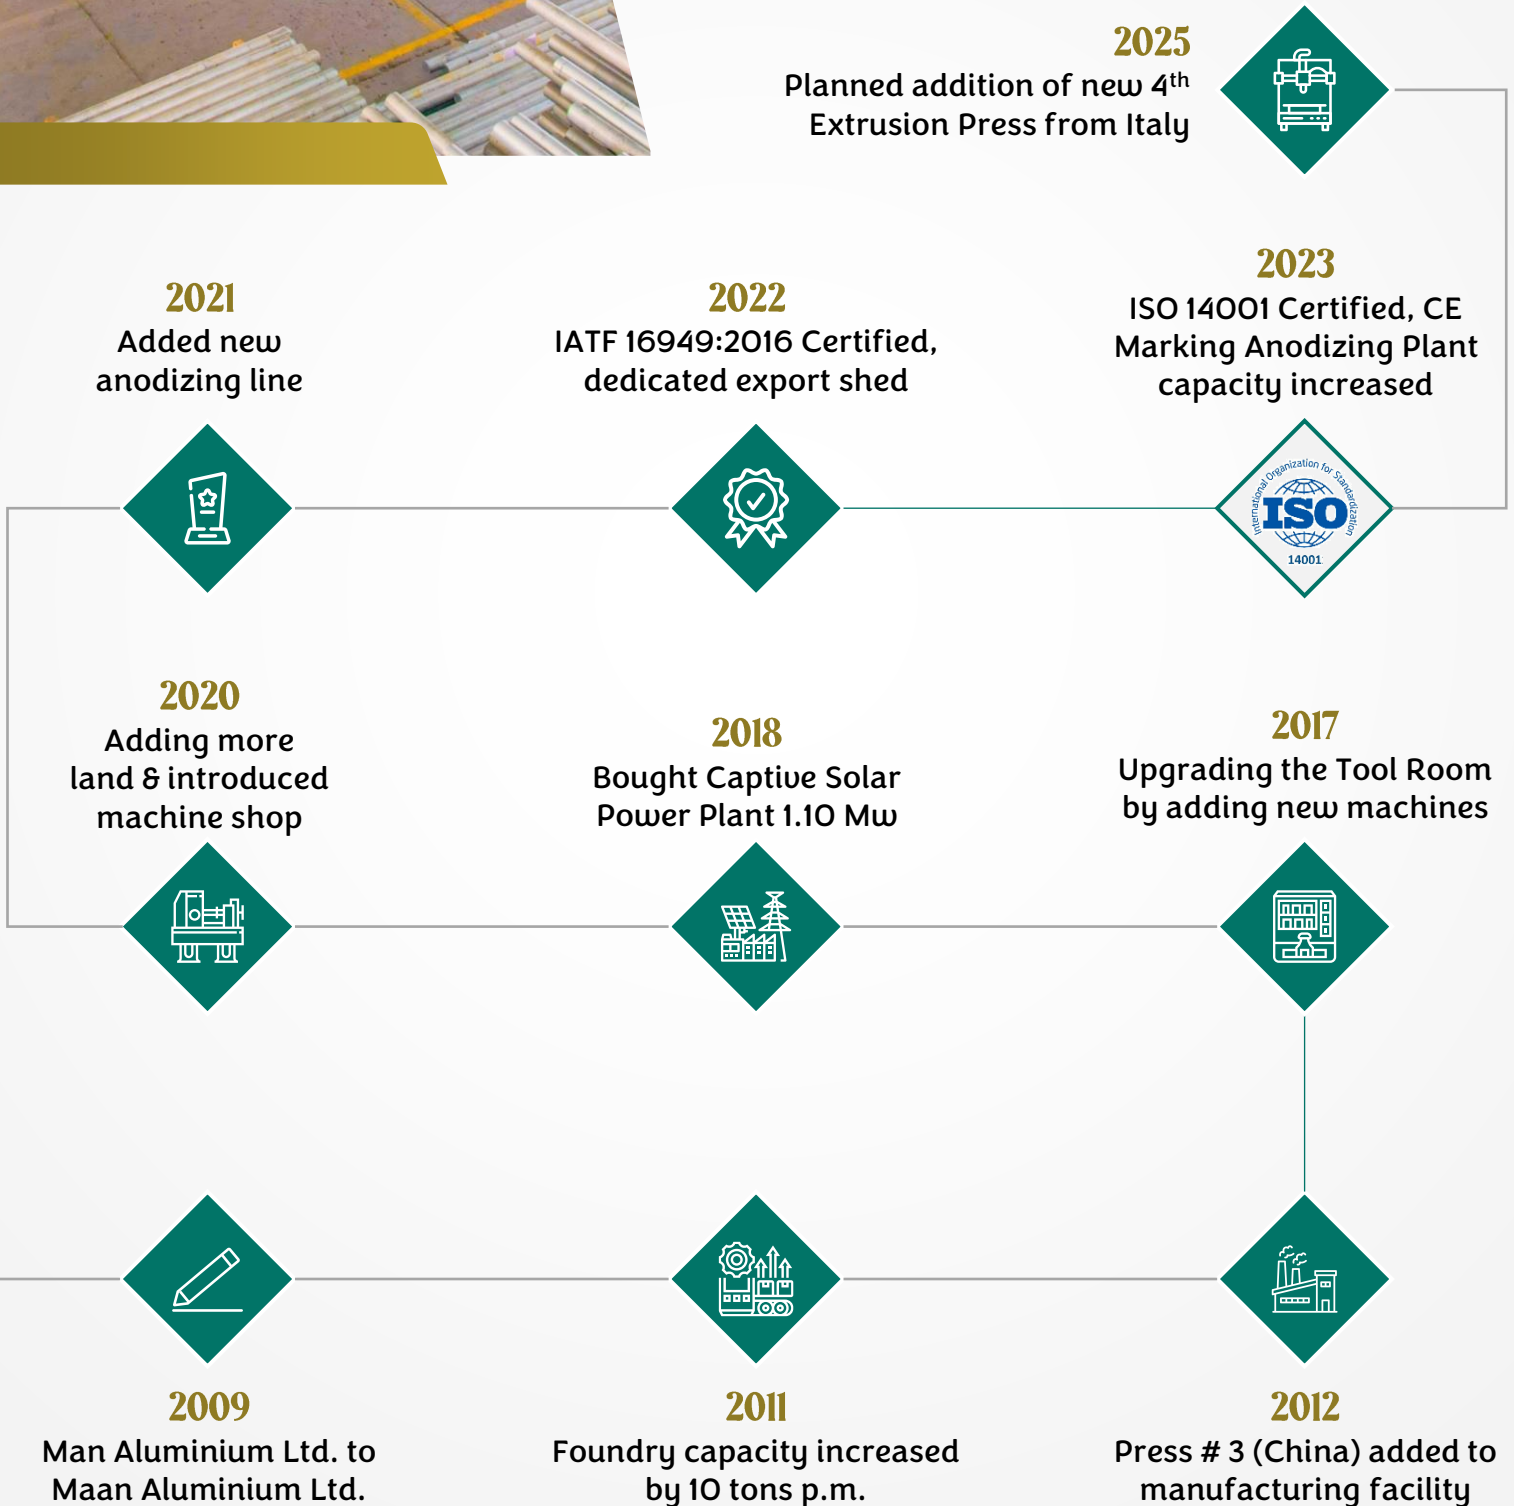 2025
Planned addition of new 4th
Extrusion Press from Italy
2021
Added new
anodizing line
2022
IATF 16949:2016 Certified,
dedicated export shed
2023
ISO 14001 Certified, CE
Marking Anodizing Plant
capacity increased
International Organization for Standardization
ISO
14001
2020
Adding more
land & introduced
machine shop
2018
Bought Captive Solar
Power Plant 1.10 Mw
2017
Upgrading the Tool Room
by adding new machines
2009
Man Aluminium Ltd. to
Maan Aluminium Ltd.
2011
Foundry capacity increased
by 10 tons p.m.
2012
Press # 3 (China) added to
manufacturing facility